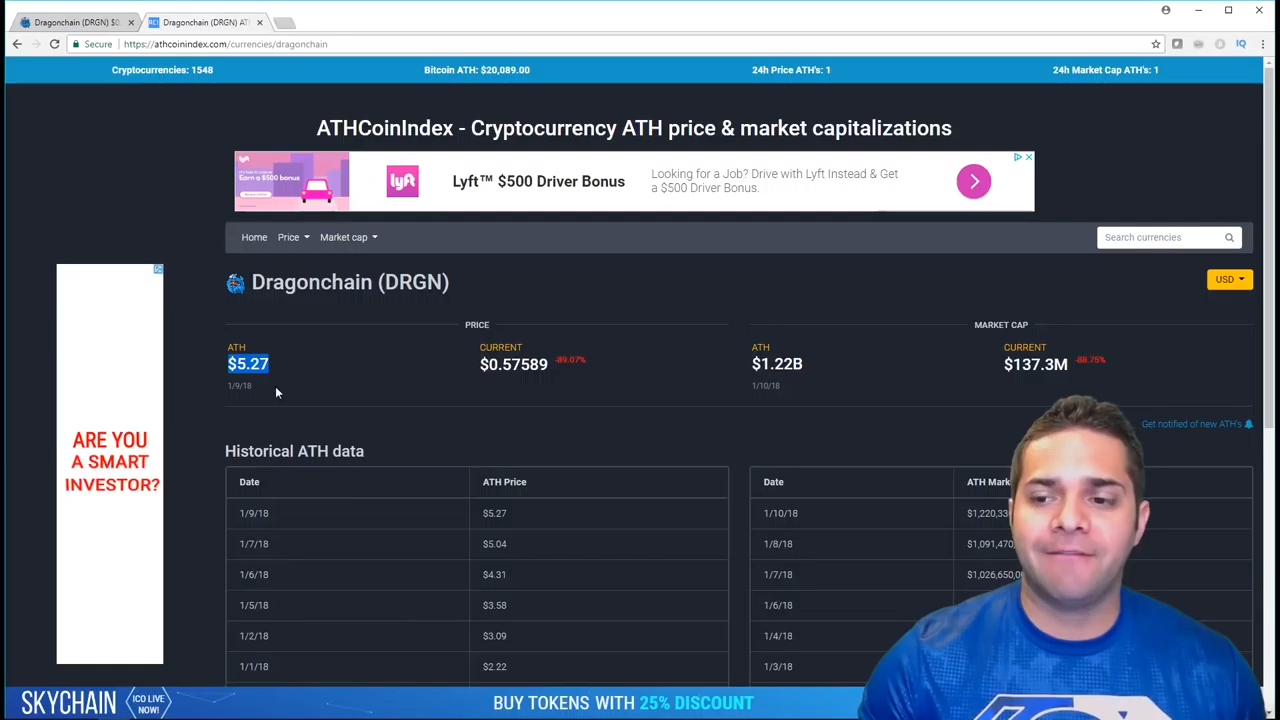 Dragonchain (DRGN) $0.
Dragonchain (DRGN) AT
Secure
https://athcoinindex.com/currencies/dragonchain
Cryptocurrencies: 1548
Bitcoin ATH: $20,089.00
24h Price ATH's: 1
24h Market Cap ATH's: 1
ATHCoinIndex - Cryptocurrency ATH price & market capitalizations
lyft
Lyft™ $500 Driver Bonus
Looking for a Job? Drive with Lyft Instead & Get
a $500 Driver Bonus.
Earn a $500 bonus
Home
Price
Market cap
Search currencies
Dragonchain (DRGN)
USD
PRICE
MARKET CAP
ATH
CURRENT
ATH
CURRENT
$5.27
$0.57589
-89.07%
$1.22B
$137.3M
-88.75%
1/9/18
1/10/18
Get notified of new ATH's
ARE YOU
A SMART
INVESTOR?
Historical ATH data
Date
ATH Price
Date
ATH Mark
1/9/18
$5.27
1/10/18
$1,220,33
1/7/18
$5.04
1/8/18
$1,091,470
1/6/18
$4.31
1/7/18
$1,026,650,0
1/5/18
$3.58
1/6/18
1/2/18
$3.09
1/4/18
1/1/18
$2.22
1/3/18
SKYCHAIN
ICO LIVE
NOW!
BUY TOKENS WITH 25% DISCOUNT